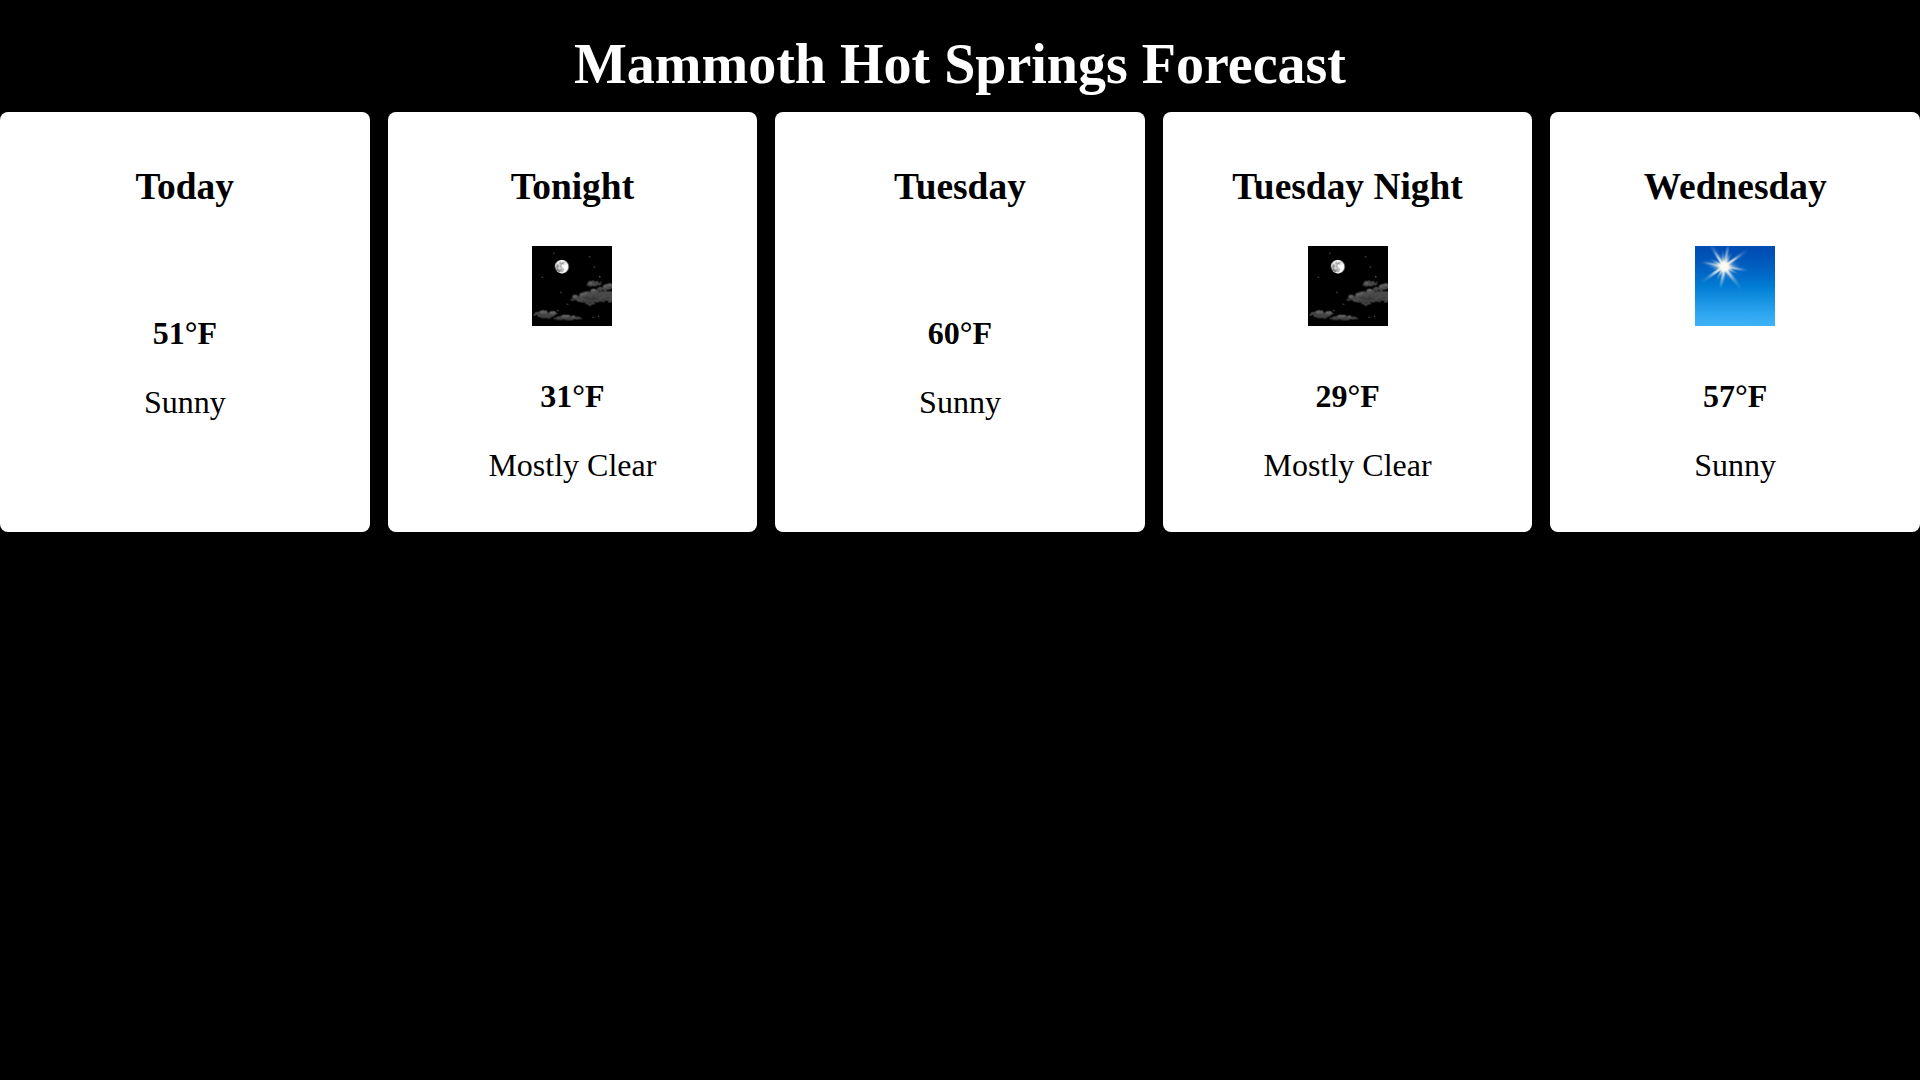 Mammoth Hot Springs Forecast
Today
51°F
Sunny
Tonight
31°F
Mostly Clear
Tuesday
60°F
Sunny
Tuesday Night
29°F
Mostly Clear
Wednesday
57°F
Sunny